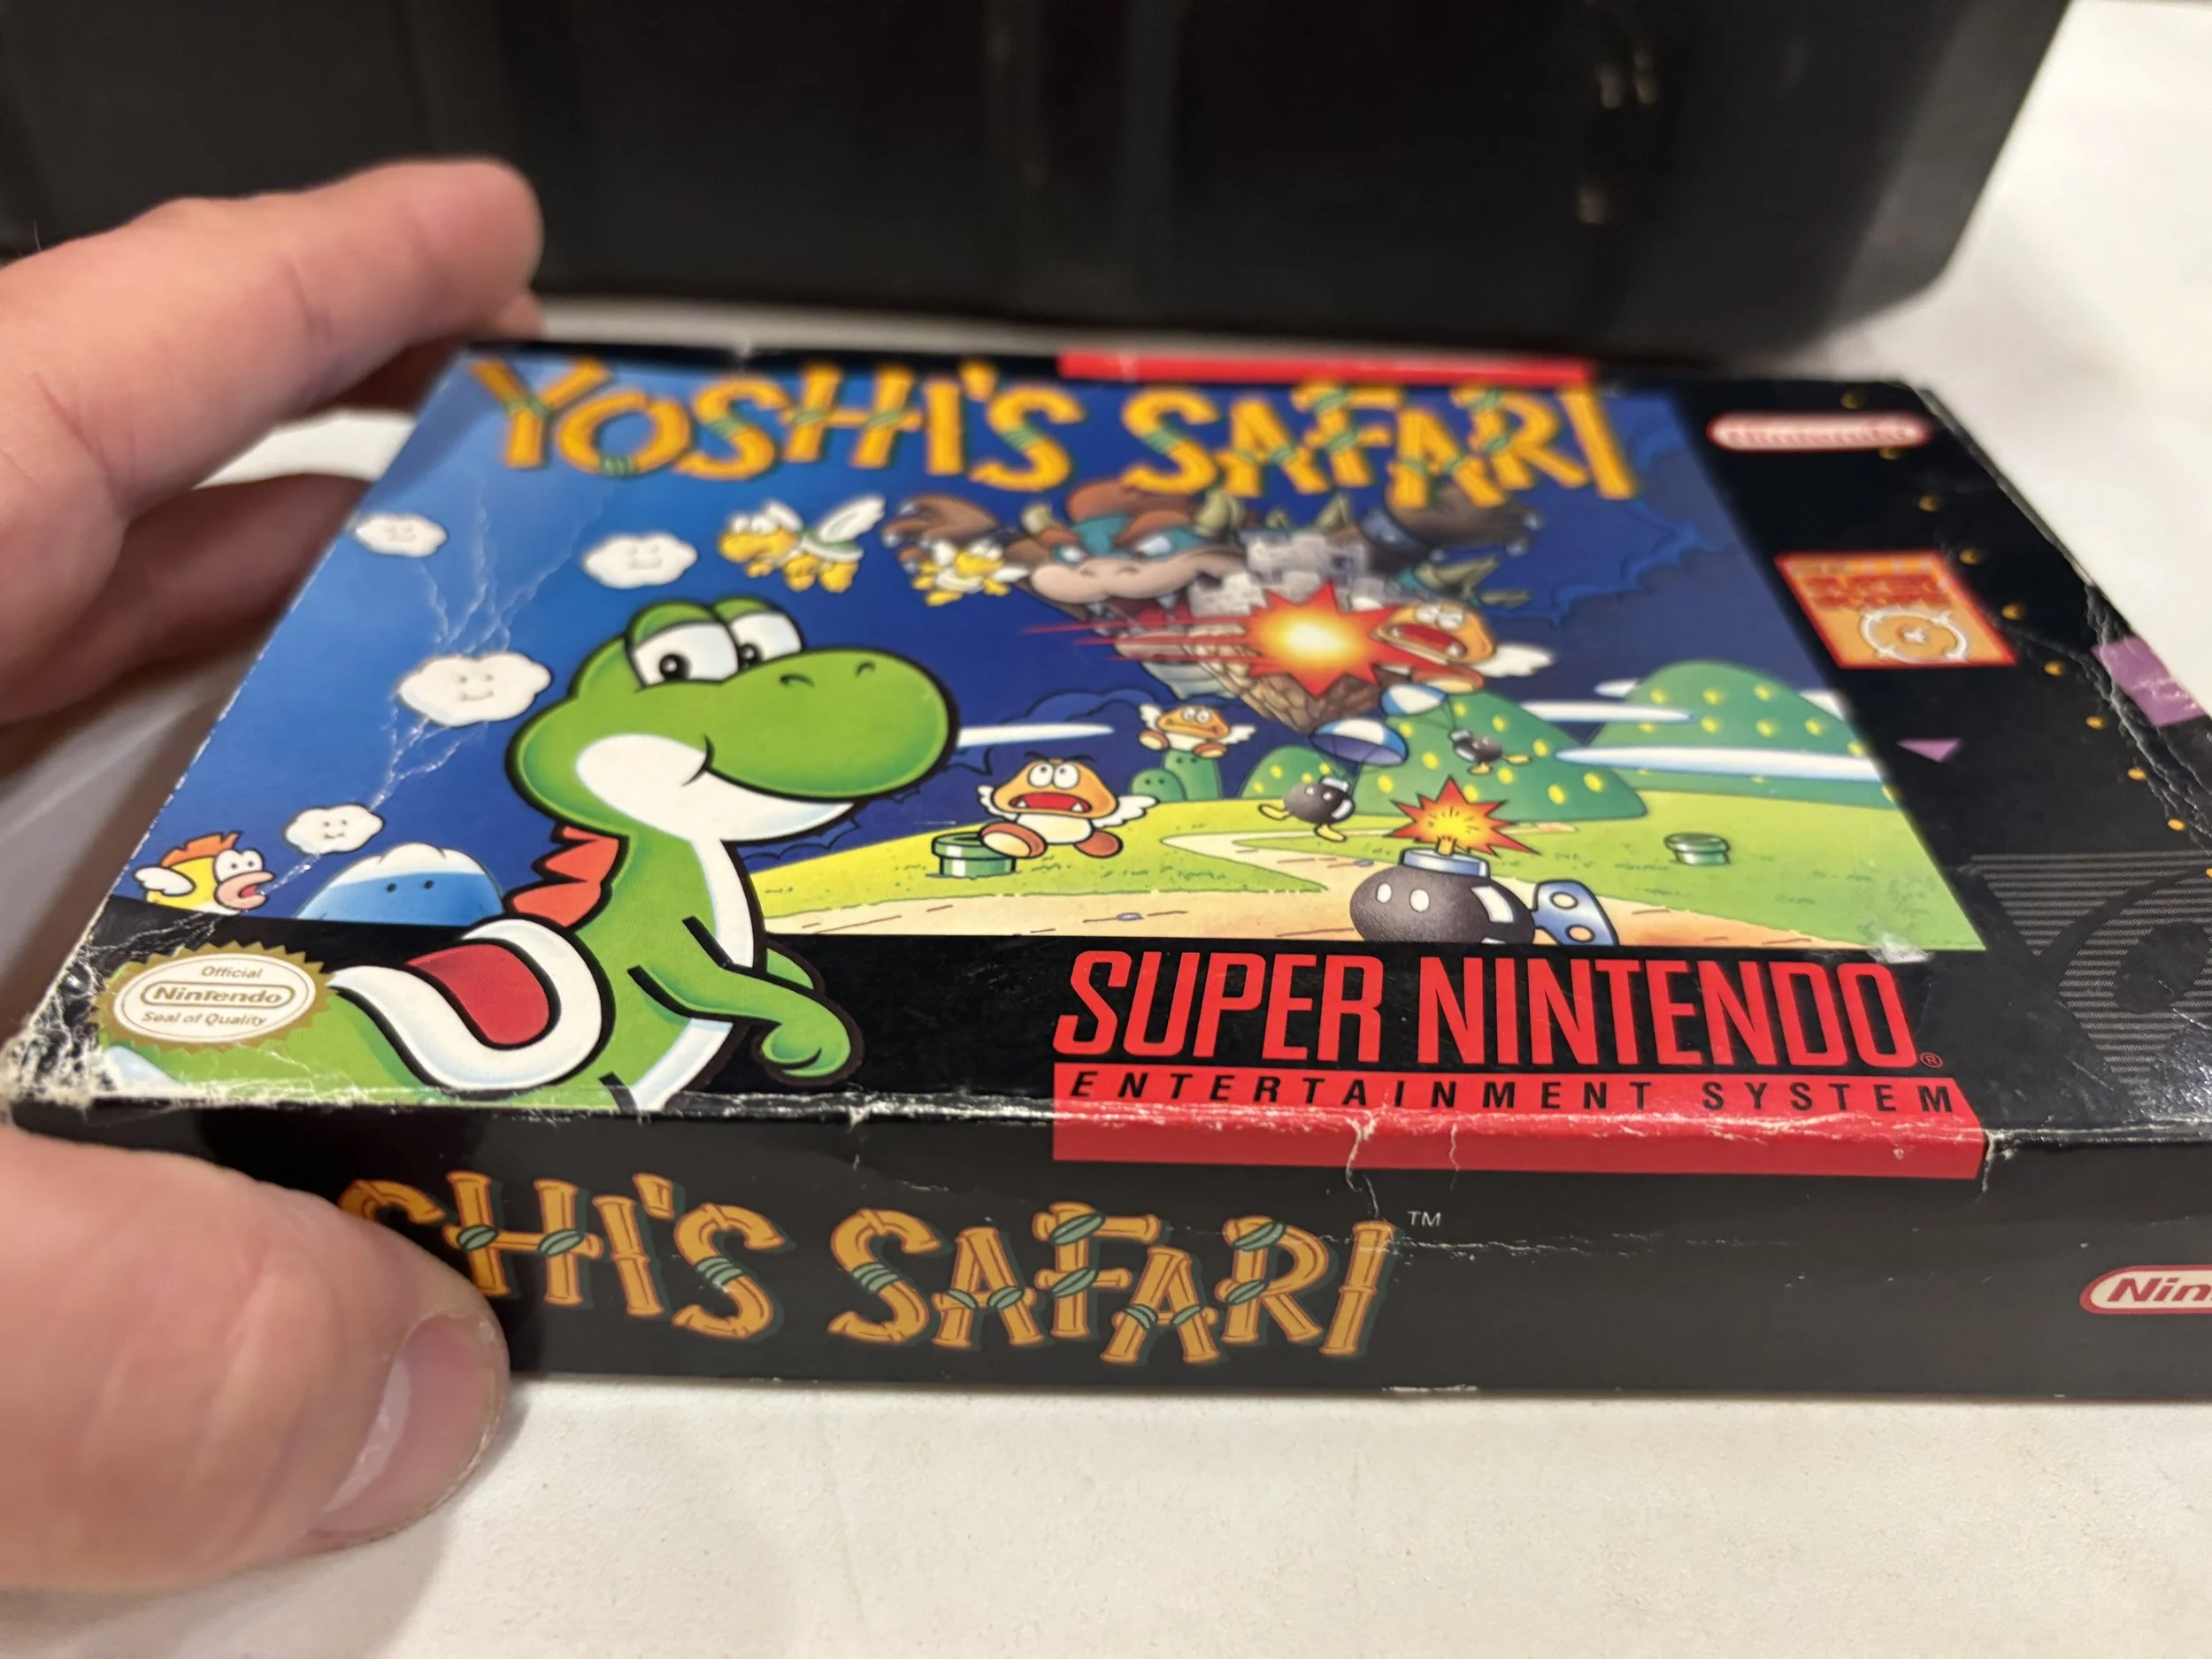 YOSHI'S SAFARI
Nintendo
Official
Nintendo
Seal of Quality
SUPER NINTENDO®
ENTERTAINMENT SYSTEM
SHI'S SAFARI™
Nin